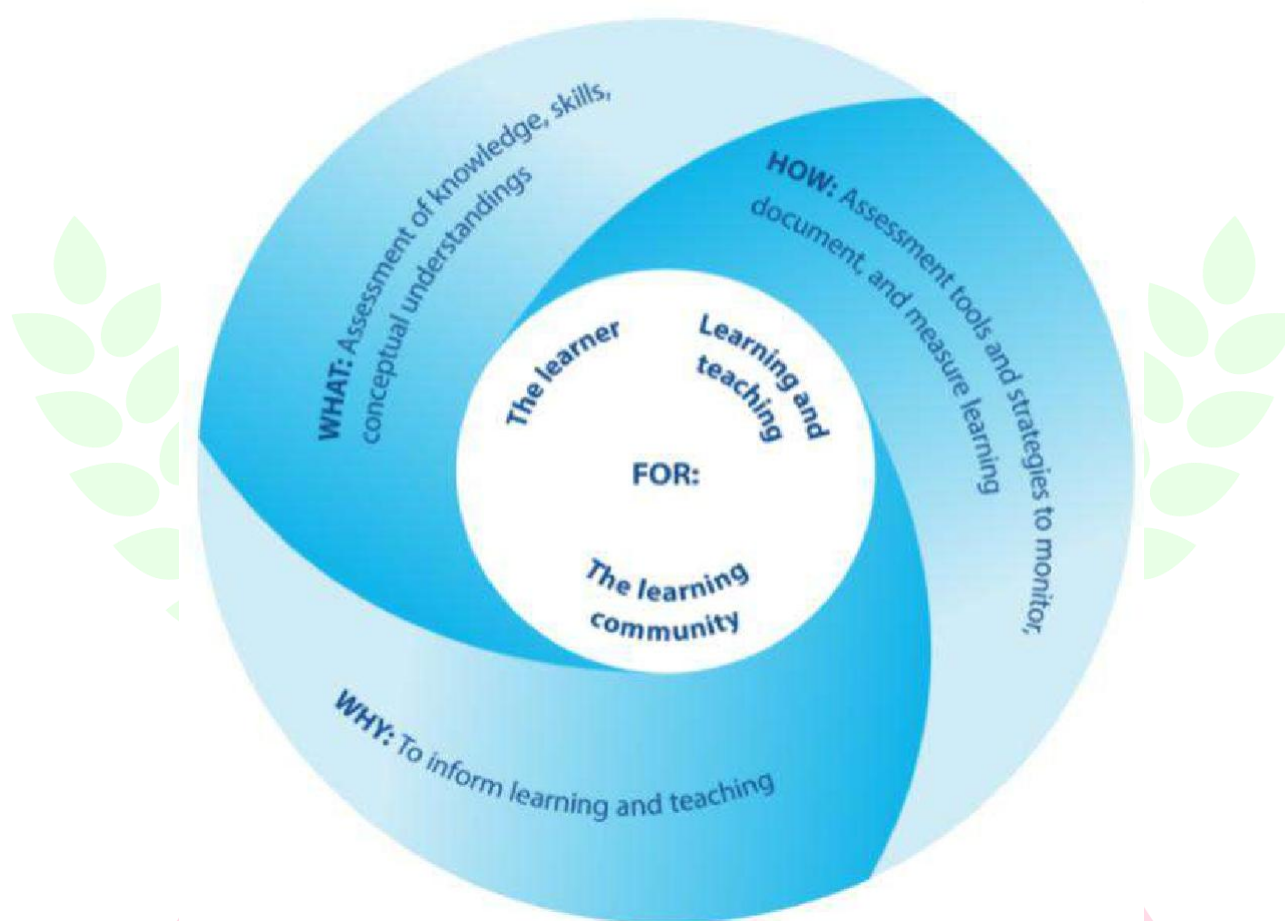 WHAT: Assessment of knowledge, skills,
conceptual understandings
HOW: Assessment tools and strategies to monitor,
document, and measure learning
The learner
Learning and
teaching
FOR:
The learning
community
WHY: To inform learning and teaching